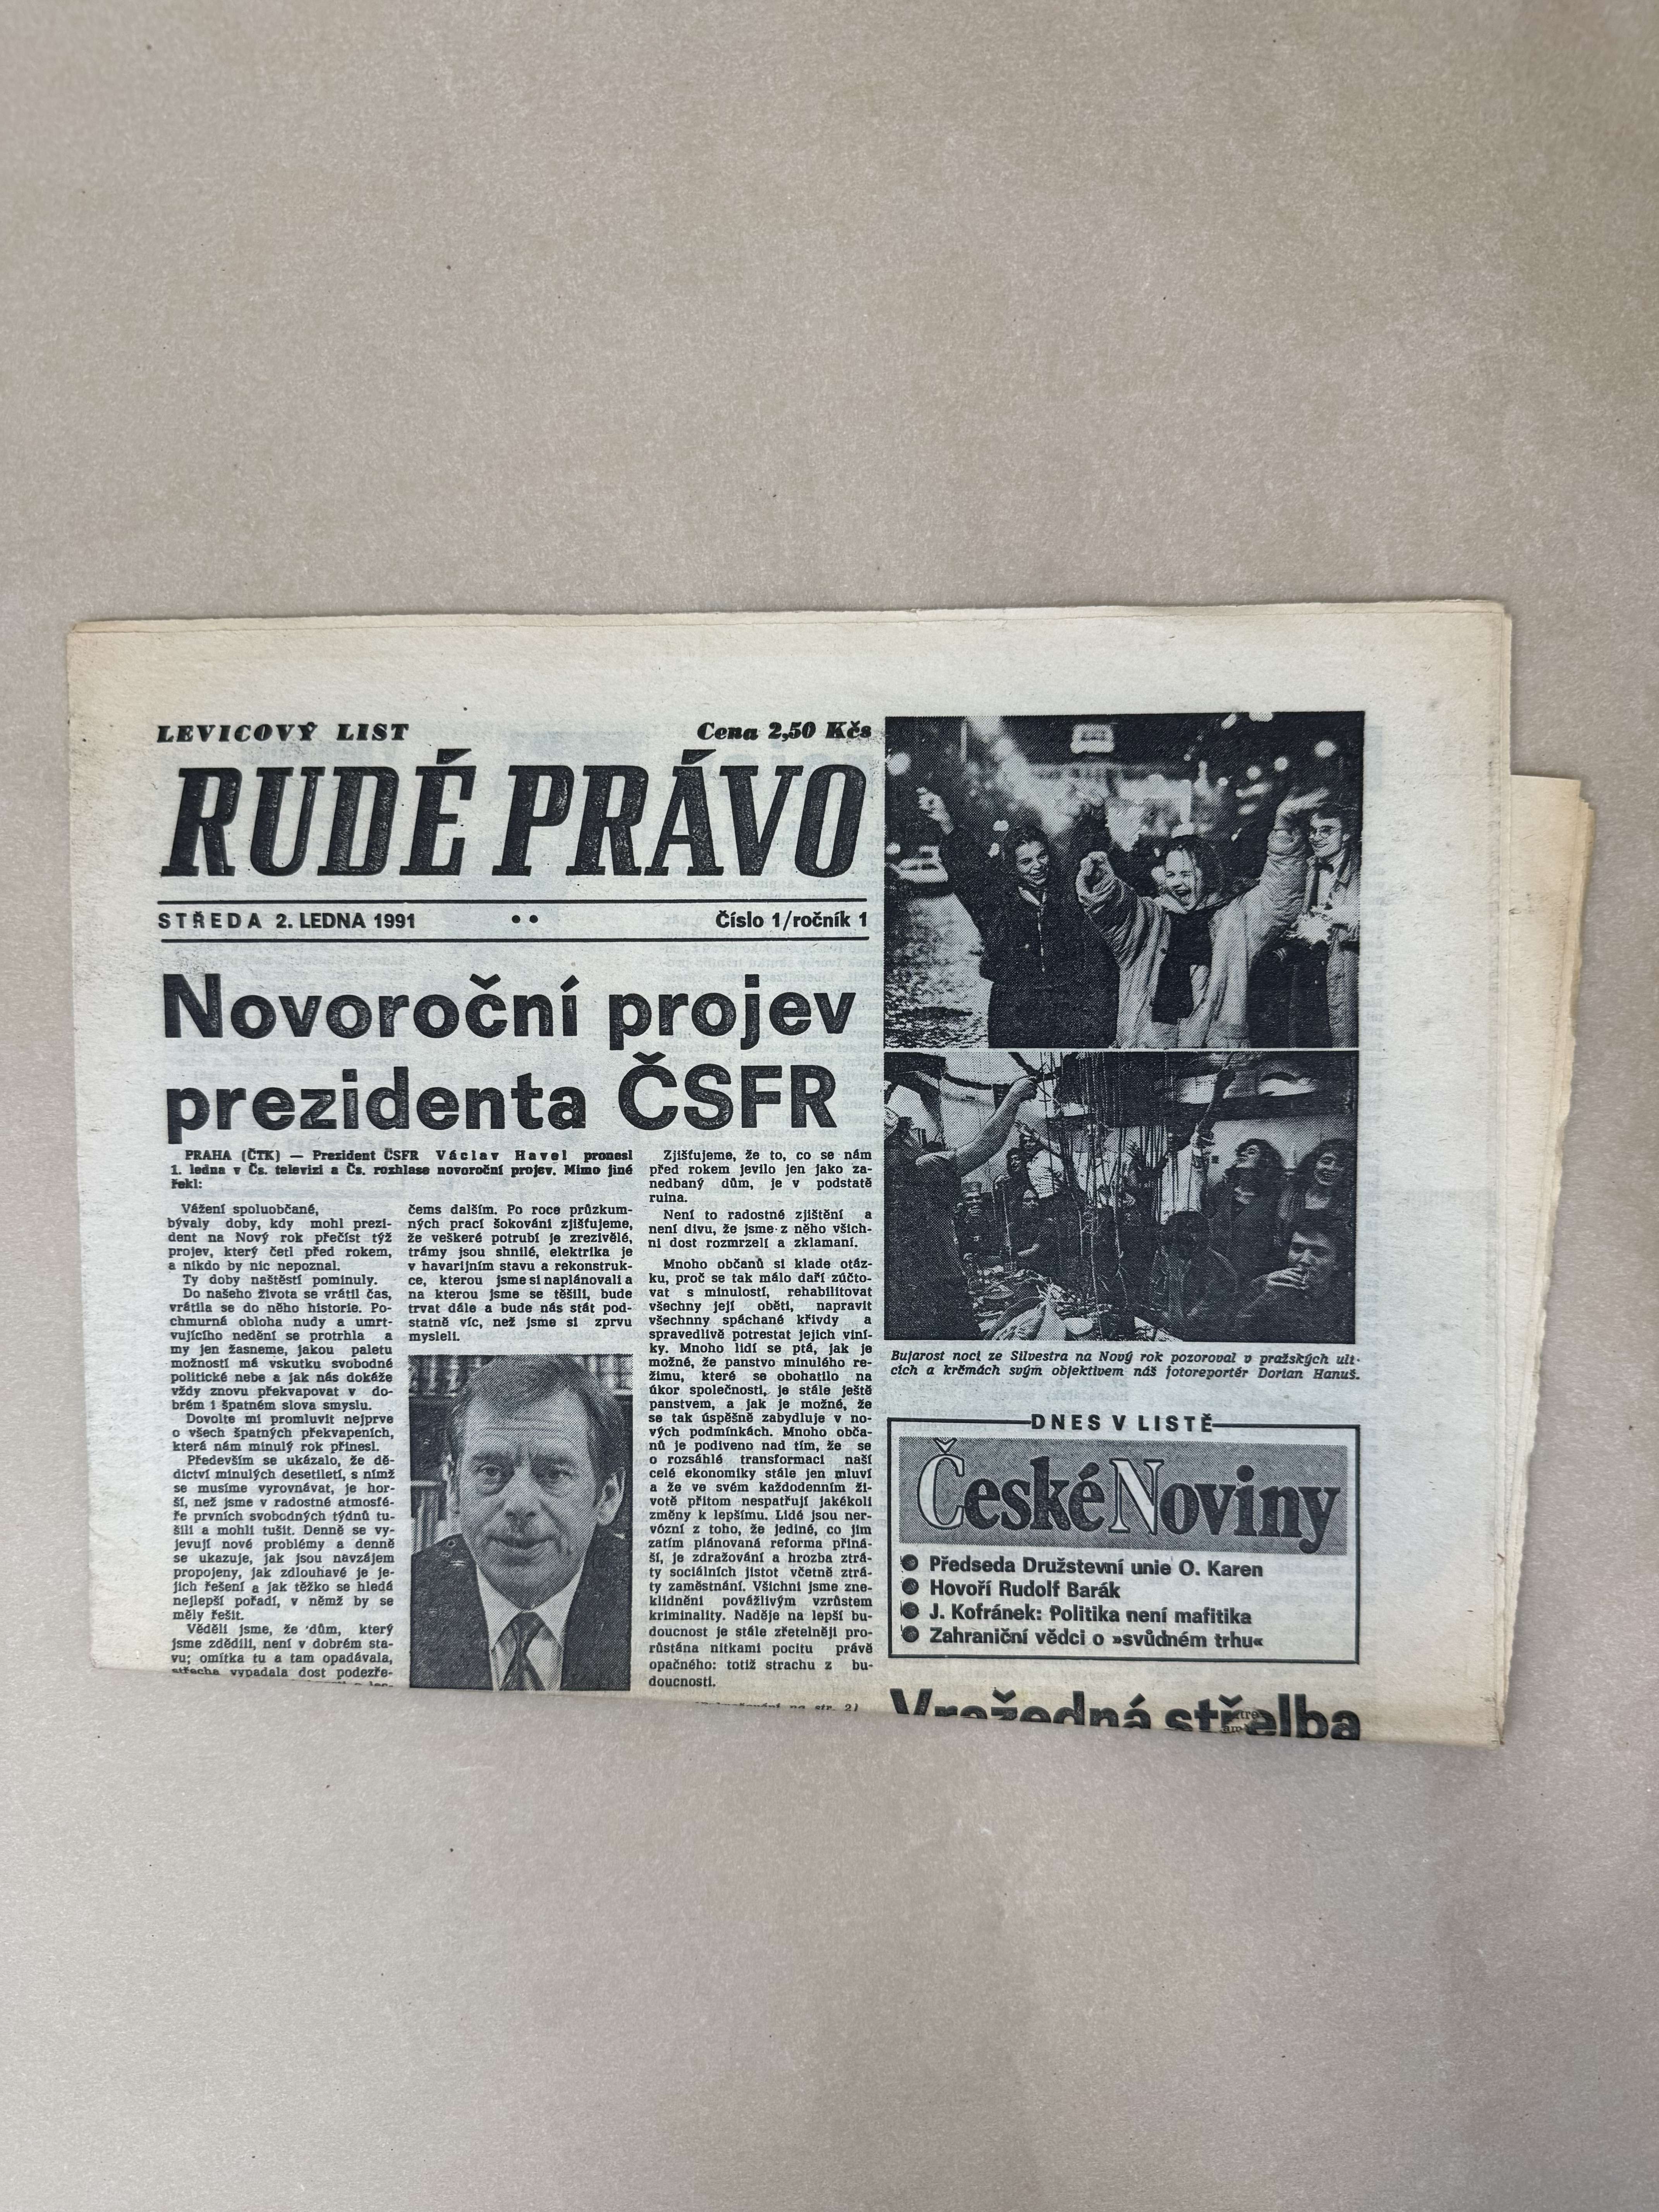 LEVICOVÝ LIST
Cena 2,50 Kčs
RUDÉ PRÁVO
STŘEDA 2. LEDNA 1991 •• Číslo 1/ročník 1
Novoroční projev
prezidenta ČSFR
PRAHA (ČTK) — Prezident ČSFR Václav Havel pronesl
1. ledna v Čs. televizi a Čs. rozhlase novoroční projev. Mimo jiné
řekl:
Vážení spoluobčané,
bývaly doby, kdy mohl prezi-
dent na Nový rok přečíst týž
projev, který četl před rokem,
a nikdo by nic nepoznal.
Ty doby naštěstí pominuly.
Do našeho života se vrátil čas,
vrátila se do něho historie. Po-
chmurná obloha nudy a umrt-
vujícího nedění se protrhla a
my jen žasneme, jakou paletu
možností má vskutku svobodné
politické nebe a jak nás dokáže
vždy znovu překvapovat v do-
brém i špatném slova smyslu.
Dovolte mi promluvit nejprve
o všech špatných překvapeních,
která nám minulý rok přinesl.
Především se ukázalo, že dě-
dictví minulých desetiletí, s nímž
se musíme vyrovnávat, je hor-
ší, než jsme v radostné atmosfé-
ře prvních svobodných týdnů tu-
šili a mohli tušit. Denně se vy-
jevují nové problémy a denně
se ukazuje, jak jsou navzájem
propojeny, jak zdlouhavé je je-
jich řešení a jak těžko se hledá
nejlepší pořadí, v němž by se
měly řešit.
Věděli jsme, že dům, který
jsme zdědili, není v dobrém sta-
vu; omítka tu a tam opadávala,
střecha vypadala dost podezře-
čems dalším. Po roce průzkum-
ných prací šokováni zjišťujeme,
že veškeré potrubí je zrezivělé,
trámy jsou shnilé, elektrika je
v havarijním stavu a rekonstruk-
ce, kterou jsme si naplánovali a
na kterou jsme se těšili, bude
trvat dále a bude nás stát pod-
statně víc, než jsme si zprvu
mysleli.
Zjišťujeme, že to, co se nám
před rokem jevilo jen jako za-
nedbaný dům, je v podstatě
ruina.
Není to radostné zjištění a
není divu, že jsme z něho všich-
ni dost rozmrzelí a zklamaní.
Mnoho občanů si klade otáz-
ku, proč se tak málo daří zúčto-
vat s minulostí, rehabilitovat
všechny její oběti, napravit
všechnny spáchané křivdy a
spravedlivě potrestat jejich viní-
ky. Mnoho lidí se ptá, jak je
možné, že panstvo minulého re-
žimu, které se obohatilo na
úkor společnosti, je stále ještě
panstvem, a jak je možné, že
se tak úspěšně zabydluje v no-
vých podmínkách. Mnoho obča-
nů je podiveno nad tím, že se
o rozsáhlé transformaci naší
celé ekonomiky stále jen mluví
a že ve svém každodenním ži-
votě přitom nespatřují jakékoli
změny k lepšímu. Lidé jsou ner-
vózní z toho, že jediné, co jim
zatím plánovaná reforma přiná-
ší, je zdražování a hrozba ztrá-
ty sociálních jistot včetně ztrá-
ty zaměstnání. Všichni jsme zne-
klidněni povážlivým vzrůstem
kriminality. Naděje na lepší bu-
doucnost je stále zřetelněji pro-
růstána nitkami pocitu právě
opačného: totiž strachu z bu-
doucnosti.
na str. 2)
Bujarost noci ze Silvestra na Nový rok pozoroval v pražských uli-
cích a krčmách svým objektivem náš fotoreportér Dorian Hanuš.
DNES V LISTĚ
České Noviny
● Předseda Družstevní unie O. Karen
● Hovoří Rudolf Barák
● J. Kofránek: Politika není mafitika
● Zahraniční vědci o »svůdném trhu«
Vražedná střelba